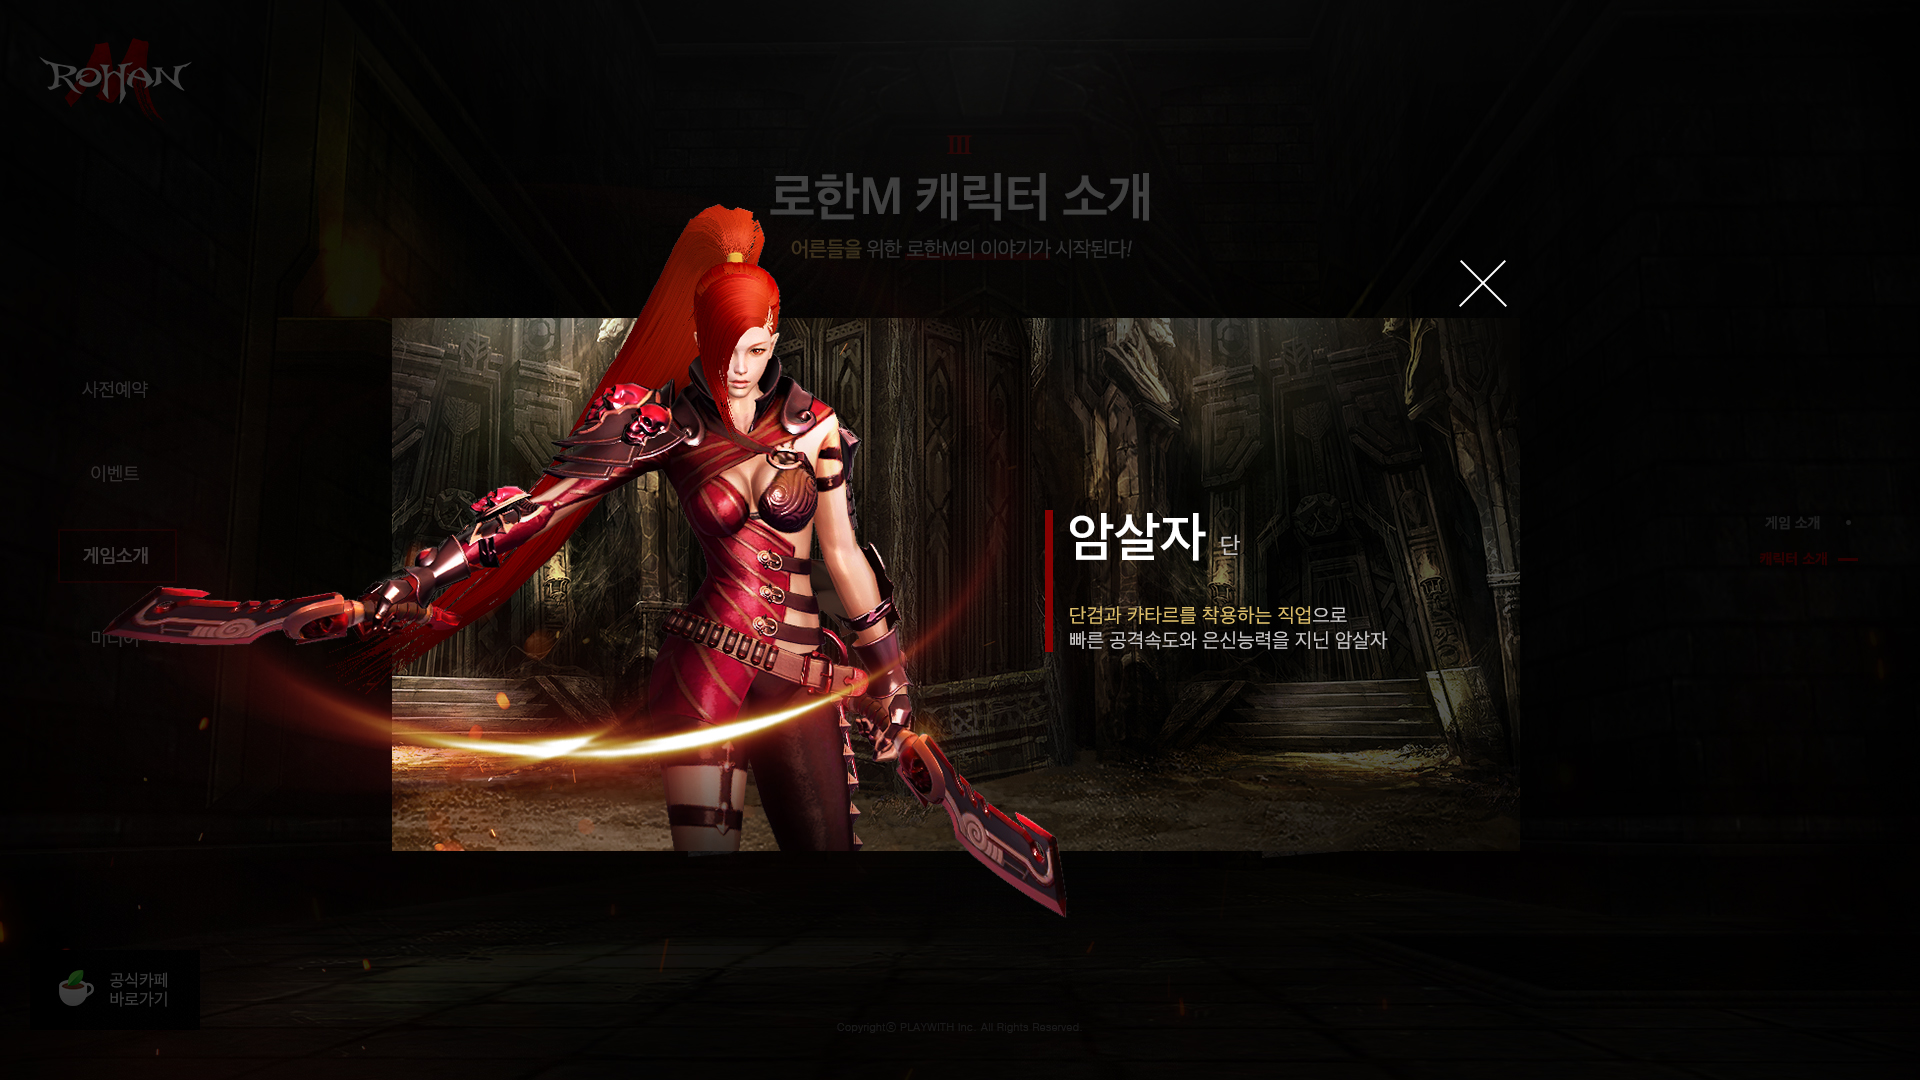 ROHAN M
III
로한M 캐릭터 소개
어른들을 위한 로한M의 이야기가 시작된다!
사전예약
이벤트
게임소개
미디어
암살자 단
단검과 카타르를 착용하는 직업으로
빠른 공격속도와 은신능력을 지닌 암살자
게임 소개
캐릭터 소개
공식카페
바로가기
Copyrightⓒ PLAYWITH Inc. All Rights Reserved.